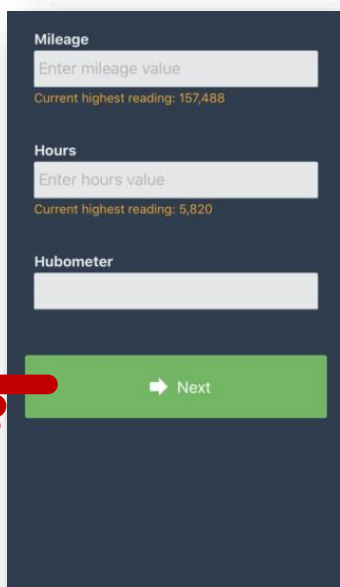 Mileage
Enter mileage value
Current highest reading: 157,488
Hours
Enter hours value
Current highest reading: 5,820
Hubometer
Next